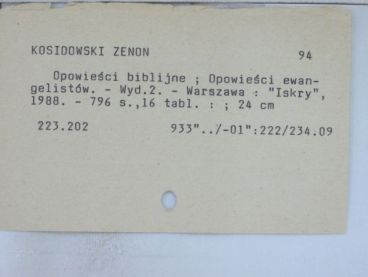 KOSIDOWSKI ZENON 94
Opowieści biblijne ; Opowieści ewan-
gelistów. - Wyd.2. - Warszawa : "Iskry",
1988. - 796 s.,16 tabl. : ; 24 cm
223.202 933"../-01":222/234.09